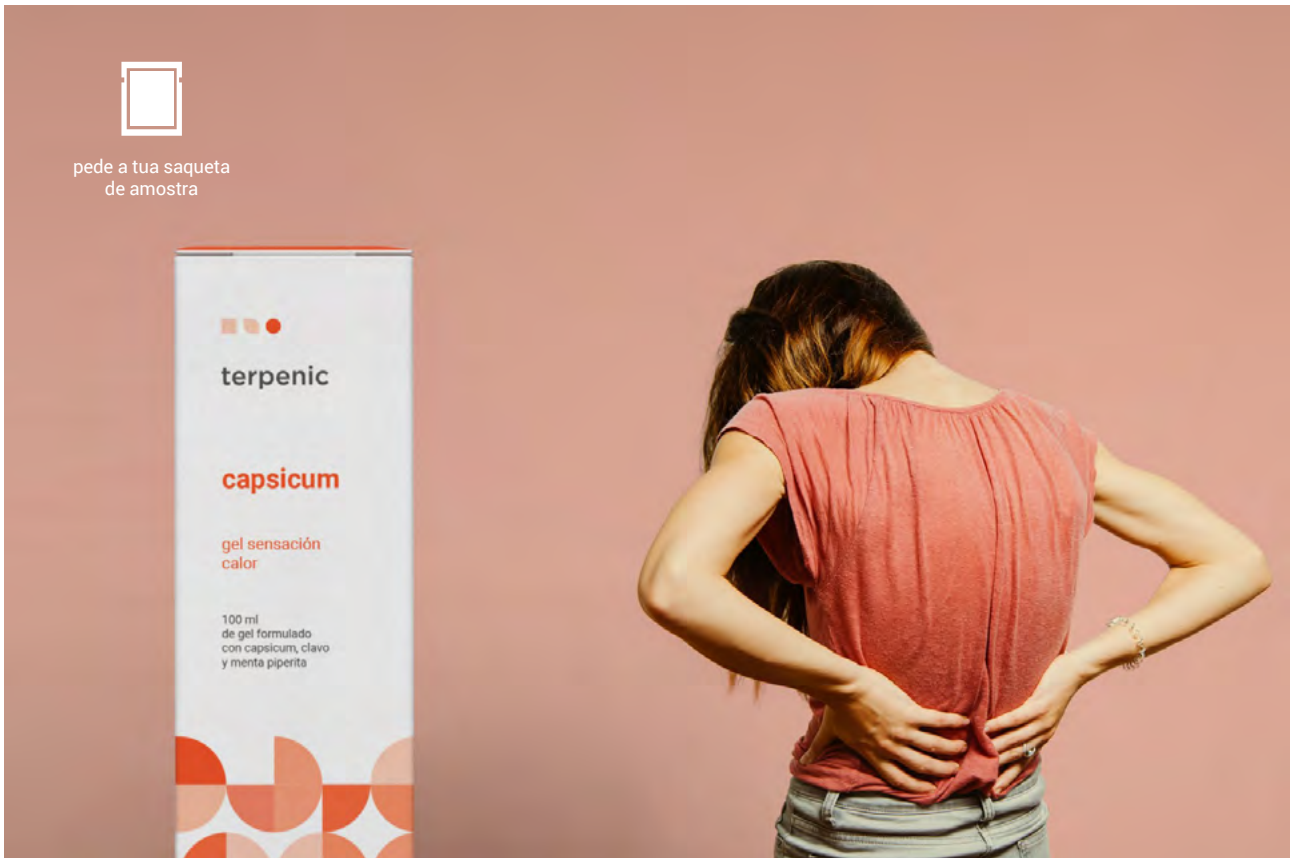 pede a tua saqueta
de amostra
terpenic
capsicum
gel sensación
calor
100 ml
de gel formulado
con capsicum, clavo
y menta piperita